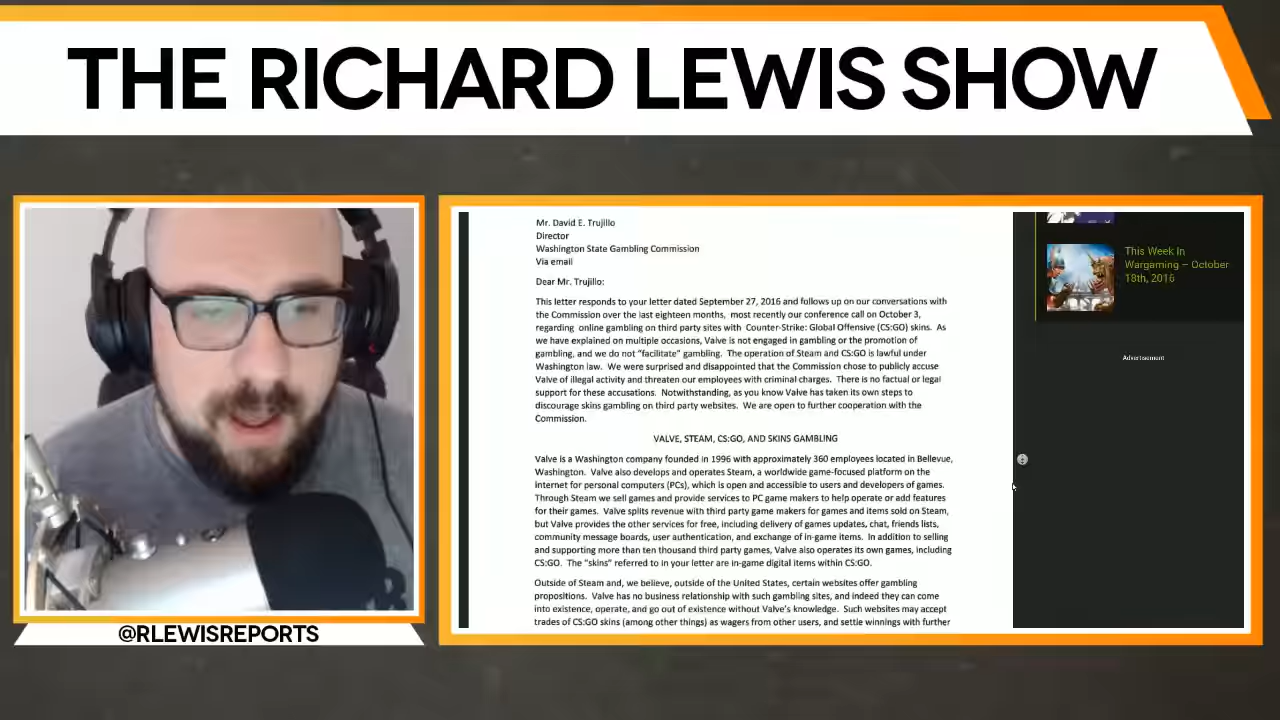 THE RICHARD LEWIS SHOW
@RLEWISREPORTS
Mr. David E. Trujillo
Director
Washington State Gambling Commission
Via email
Dear Mr. Trujillo:
This letter responds to your letter dated September 27, 2016 and follows up on our conversations with
the Commission over the last eighteen months, most recently our conference call on October 3,
regarding online gambling on third party sites with Counter-Strike: Global Offensive (CS:GO) skins. As
we have explained on multiple occasions, Valve is not engaged in gambling or the promotion of
gambling, and we do not "facilitate" gambling. The operation of Steam and CS:GO is lawful under
Washington law. We were surprised and disappointed that the Commission chose to publicly accuse
Valve of illegal activity and threaten our employees with criminal charges. There is no factual or legal
support for these accusations. Notwithstanding, as you know Valve has taken its own steps to
discourage skins gambling on third party websites. We are open to further cooperation with the
Commission.
VALVE, STEAM, CS:GO, AND SKINS GAMBLING
Valve is a Washington company founded in 1996 with approximately 360 employees located in Bellevue,
Washington. Valve also develops and operates Steam, a worldwide game-focused platform on the
internet for personal computers (PCs), which is open and accessible to users and developers of games.
Through Steam we sell games and provide services to PC game makers to help operate or add features
for their games. Valve splits revenue with third party game makers for games and items sold on Steam,
but Valve provides the other services for free, including delivery of games updates, chat, friends lists,
community message boards, user authentication, and exchange of in-game items. In addition to selling
and supporting more than ten thousand third party games, Valve also operates its own games, including
CS:GO. The "skins" referred to in your letter are in-game digital items within CS:GO.
Outside of Steam and, we believe, outside of the United States, certain websites offer gambling
propositions. Valve has no business relationship with such gambling sites, and indeed they can come
into existence, operate, and go out of existence without Valve's knowledge. Such websites may accept
trades of CS:GO skins (among other things) as wagers from other users, and settle winnings with further
This Week In
Wargaming – October
18th, 2016
Advertisement